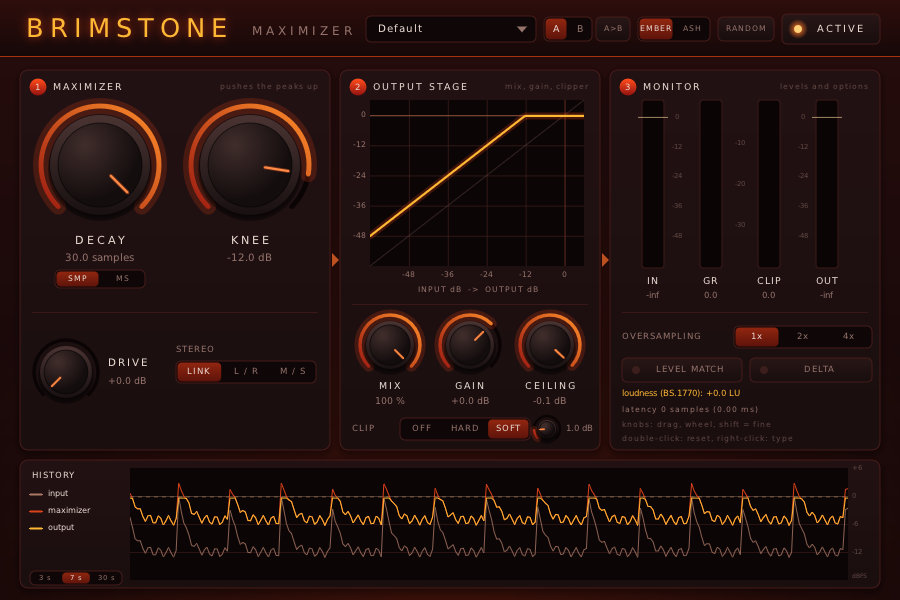 BRIMSTONE MAXIMIZER Default A B A>B EMBER ASH RANDOM ACTIVE
1 MAXIMIZER pushes the peaks up
DECAY KNEE
30.0 samples -12.0 dB
SMP MS
DRIVE
+0.0 dB
STEREO
LINK L / R M / S
2 OUTPUT STAGE mix, gain, clipper
0
-12
-24
-36
-48
-48 -36 -24 -12 0
INPUT dB -> OUTPUT dB
MIX GAIN CEILING
100 % +0.0 dB -0.1 dB
CLIP OFF HARD SOFT 1.0 dB
3 MONITOR levels and options
0 0
-12 -10 -12
-24 -20 -24
-36 -30 -36
-48 -48
IN GR CLIP OUT
-inf 0.0 0.0 -inf
OVERSAMPLING 1x 2x 4x
LEVEL MATCH DELTA
loudness (BS.1770): +0.0 LU
latency 0 samples (0.00 ms)
knobs: drag, wheel, shift = fine
double-click: reset, right-click: type
HISTORY
input
maximizer
output
3 s 7 s 30 s
+6
0
-6
-12
dBFS